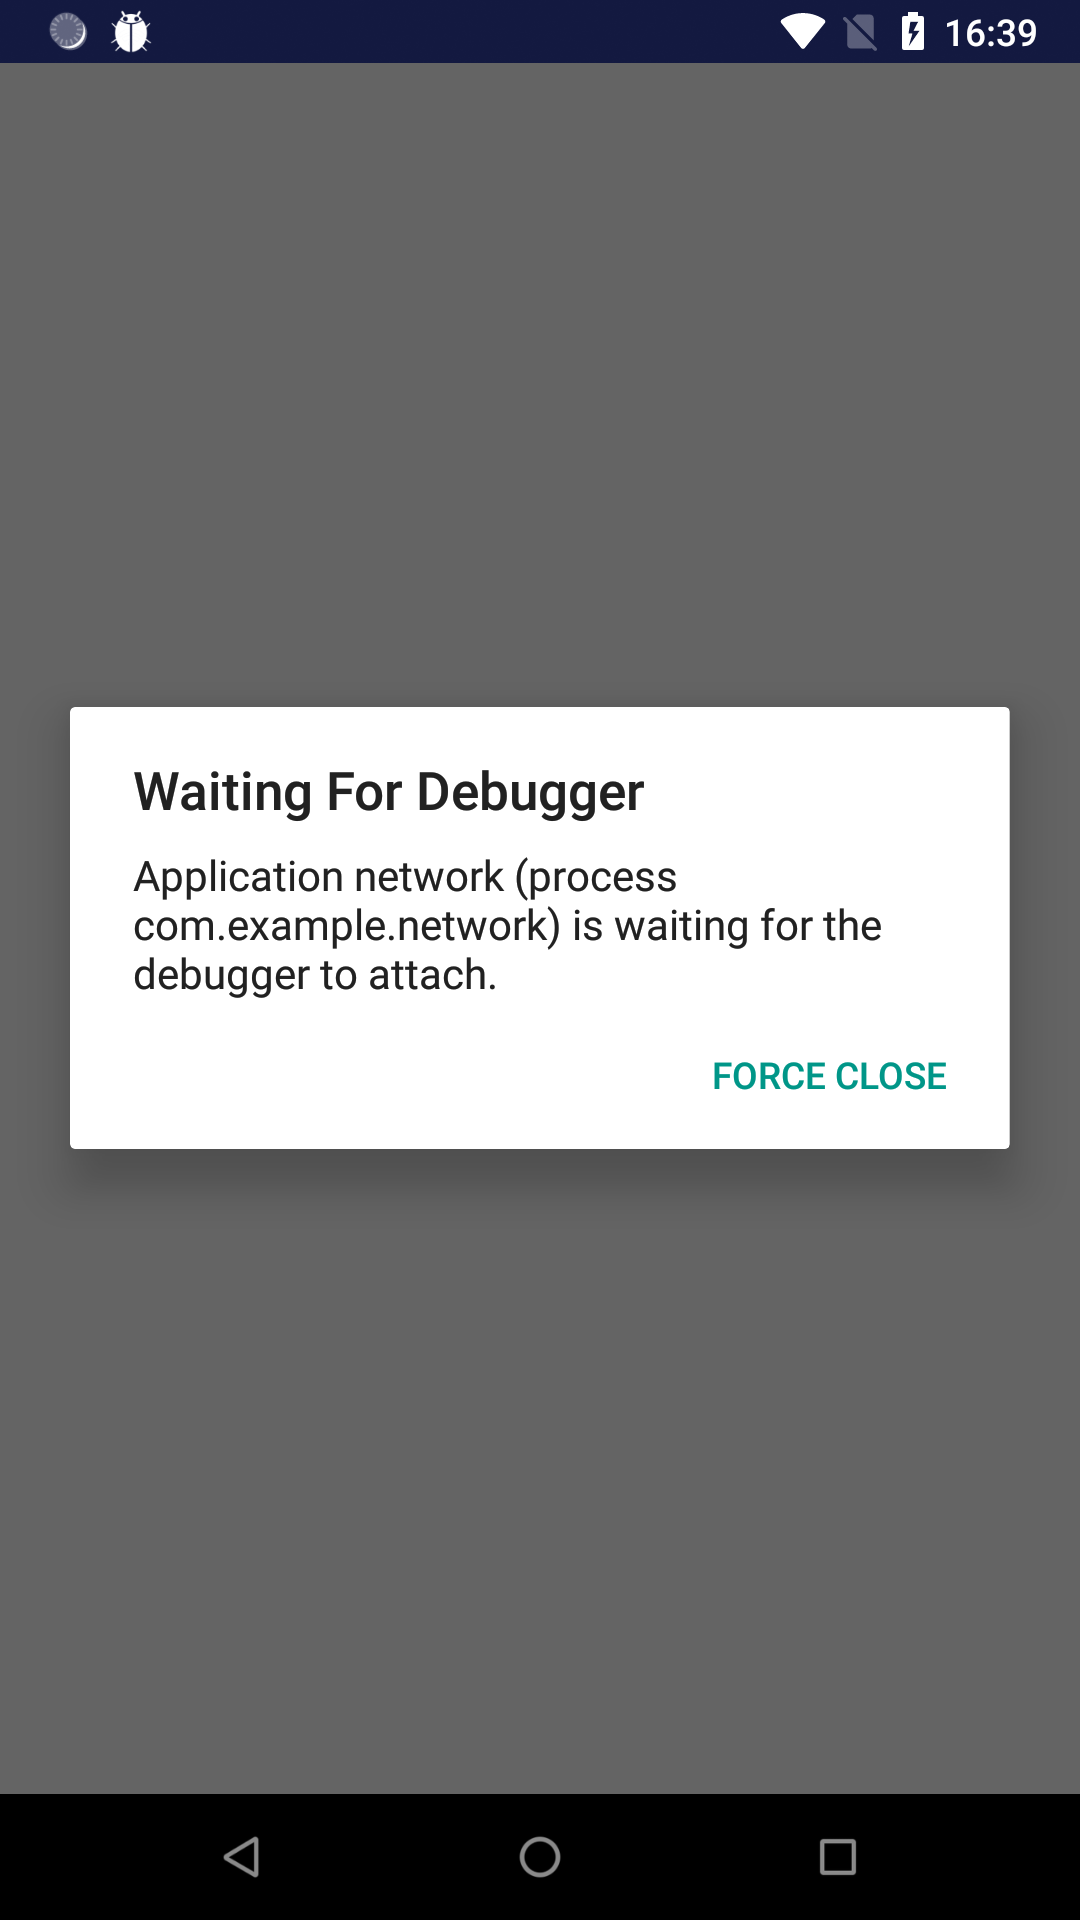 16:39
Waiting For Debugger
Application network (process
com.example.network) is waiting for the
debugger to attach.
FORCE CLOSE